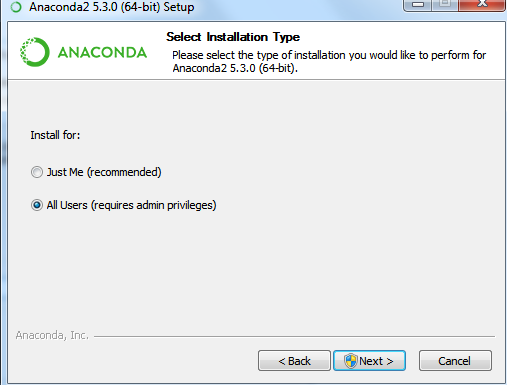 Anaconda2 5.3.0 (64-bit) Setup
ANACONDA
Select Installation Type
Please select the type of installation you would like to perform for
Anaconda2 5.3.0 (64-bit).
Install for:
Just Me (recommended)
All Users (requires admin privileges)
Anaconda, Inc.
< Back
Next >
Cancel